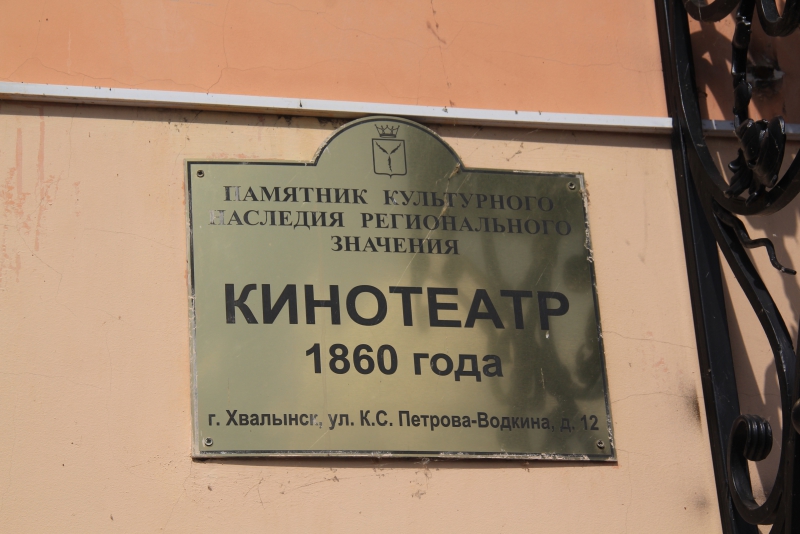 ПАМЯТНИК КУЛЬТУРНОГО
НАСЛЕДИЯ РЕГИОНАЛЬНОГО
ЗНАЧЕНИЯ
КИНОТЕАТР
1860 года
г. Хвалынск, ул. К.С. Петрова-Водкина, д. 12